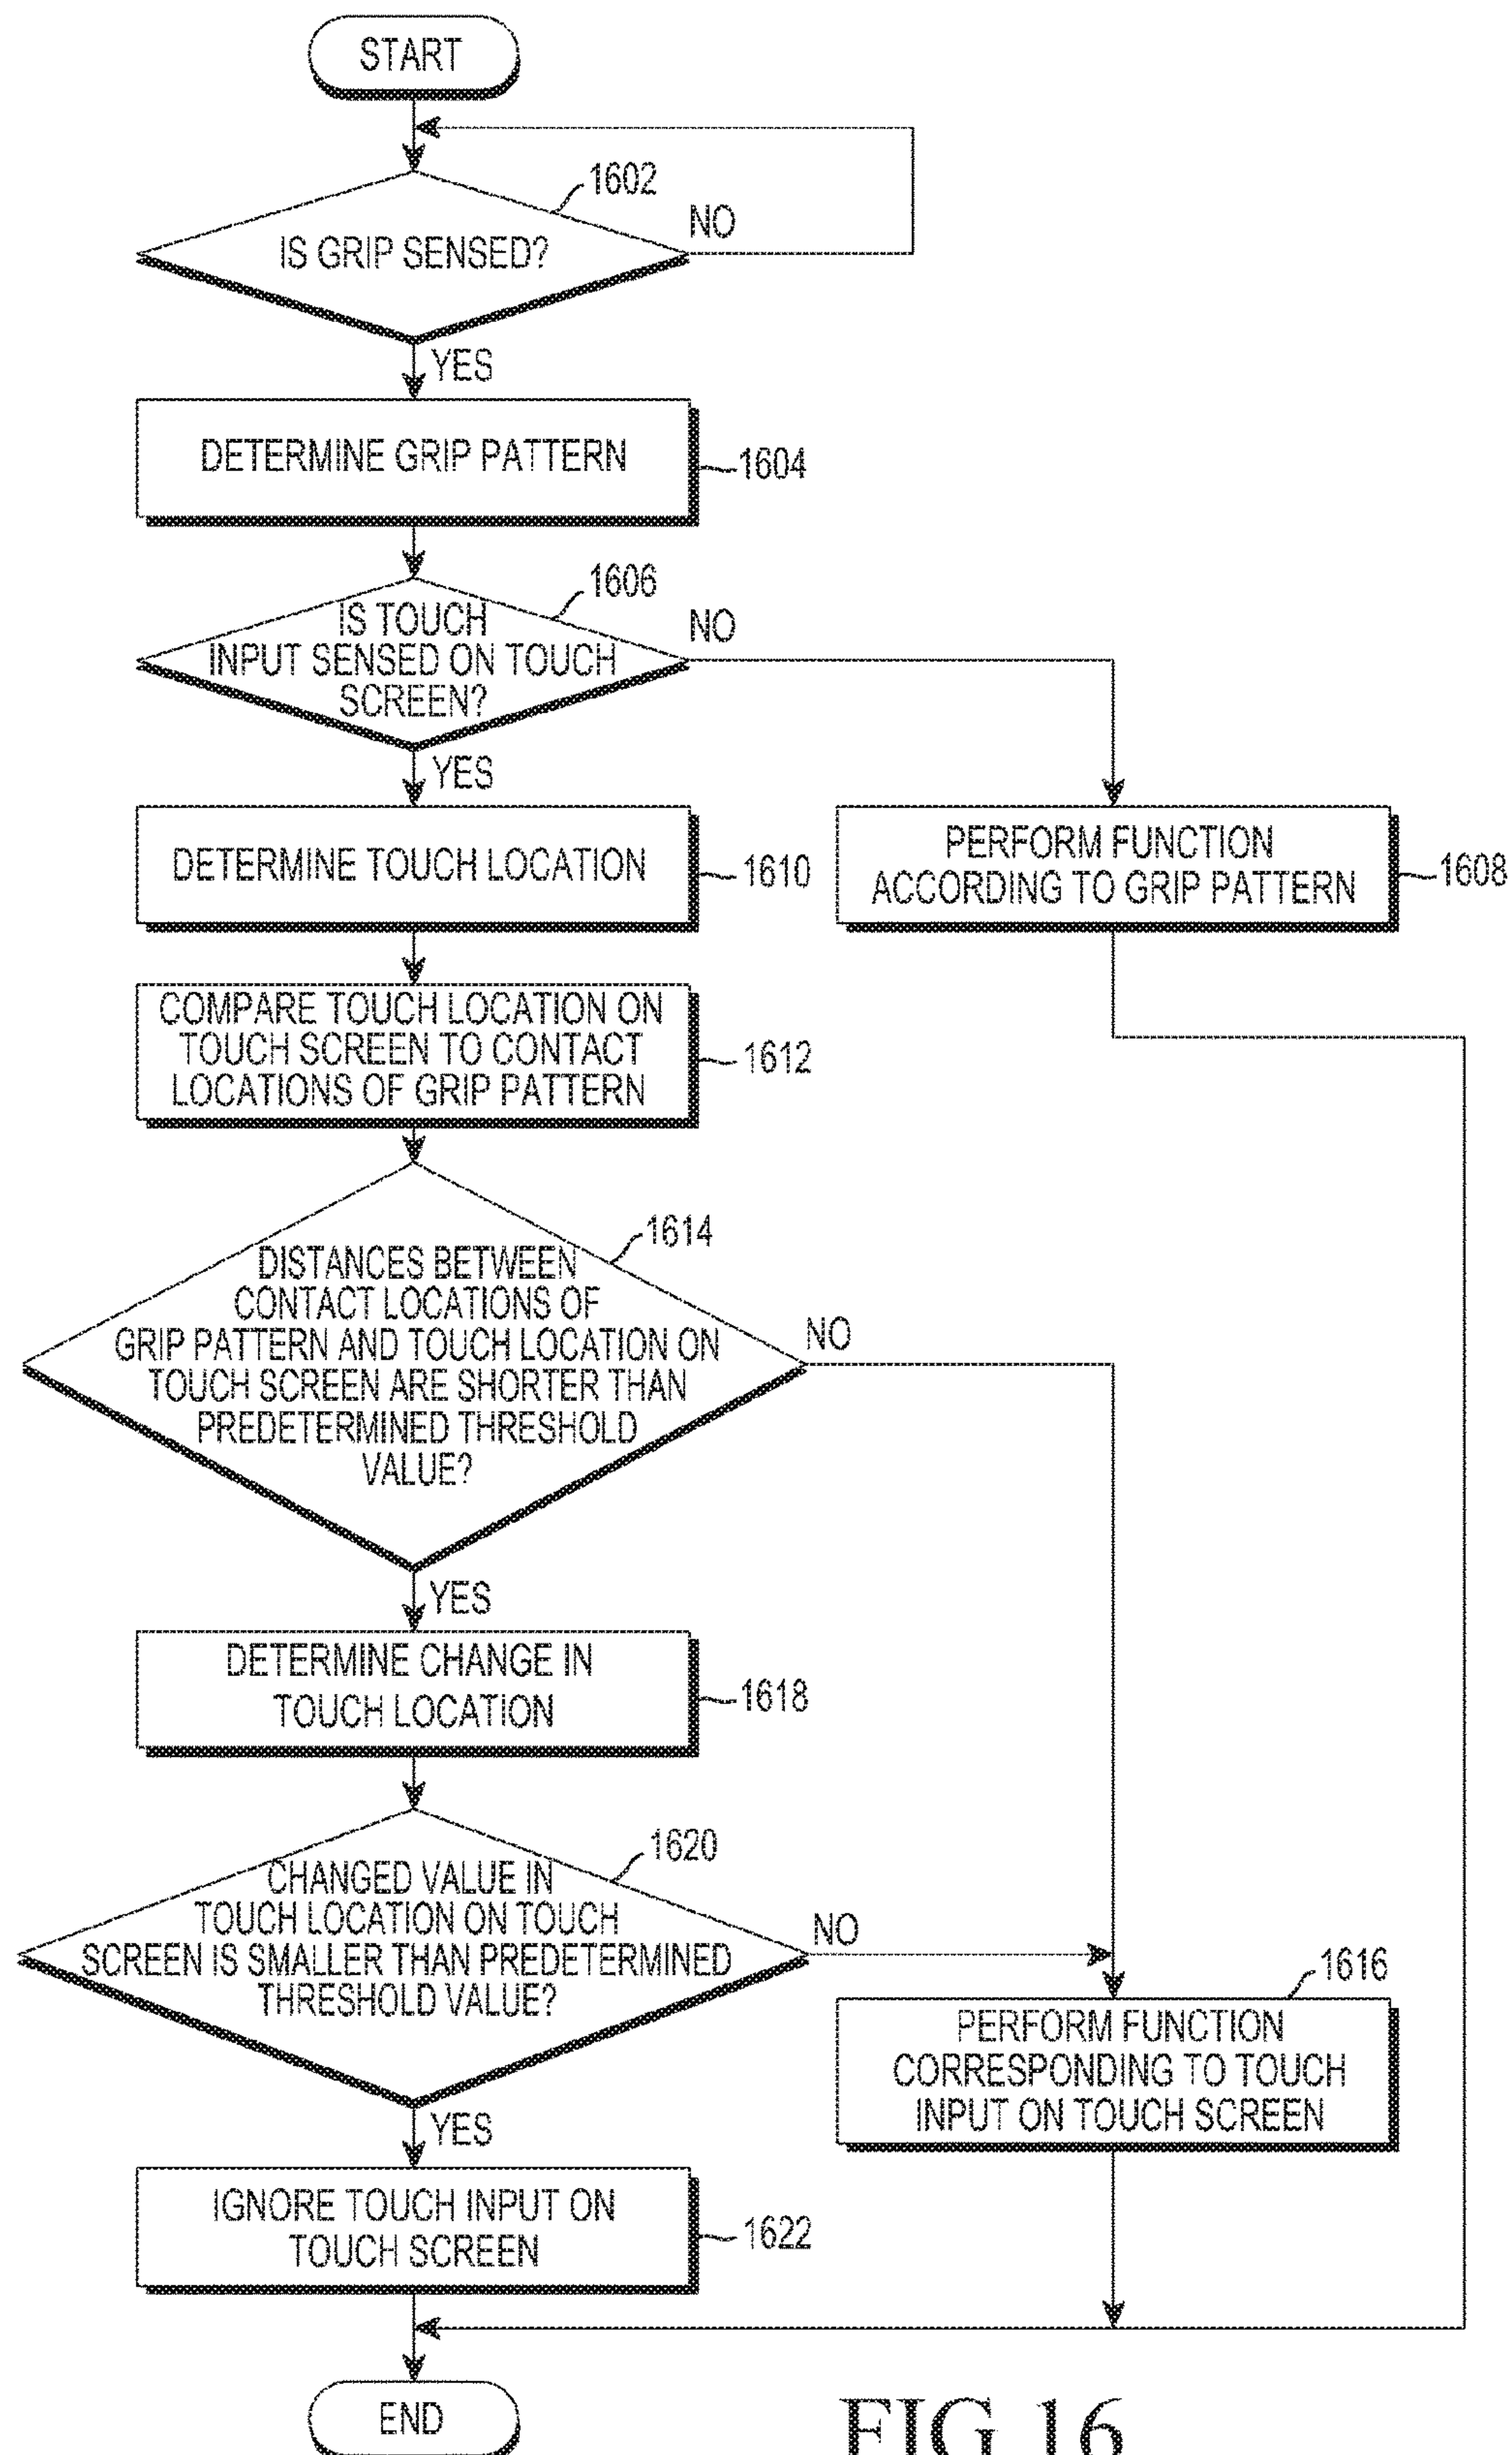 START
1602
NO
IS GRIP SENSED?
YES
DETERMINE GRIP PATTERN
1604
1606
IS TOUCH
NO
INPUT SENSED ON TOUCH
SCREEN?
YES
DETERMINE TOUCH LOCATION
1610
PERFORM FUNCTION
ACCORDING TO GRIP PATTERN
1608
COMPARE TOUCH LOCATION ON
TOUCH SCREEN TO CONTACT
LOCATIONS OF GRIP PATTERN
1612
1614
DISTANCES BETWEEN
CONTACT LOCATIONS OF
GRIP PATTERN AND TOUCH LOCATION ON
TOUCH SCREEN ARE SHORTER THAN
PREDETERMINED THRESHOLD
VALUE?
NO
YES
DETERMINE CHANGE IN
TOUCH LOCATION
1618
1620
CHANGED VALUE IN
TOUCH LOCATION ON TOUCH
SCREEN IS SMALLER THAN PREDETERMINED
THRESHOLD VALUE?
NO
1616
PERFORM FUNCTION
CORRESPONDING TO TOUCH
INPUT ON TOUCH SCREEN
YES
IGNORE TOUCH INPUT ON
TOUCH SCREEN
1622
END
FIG.16